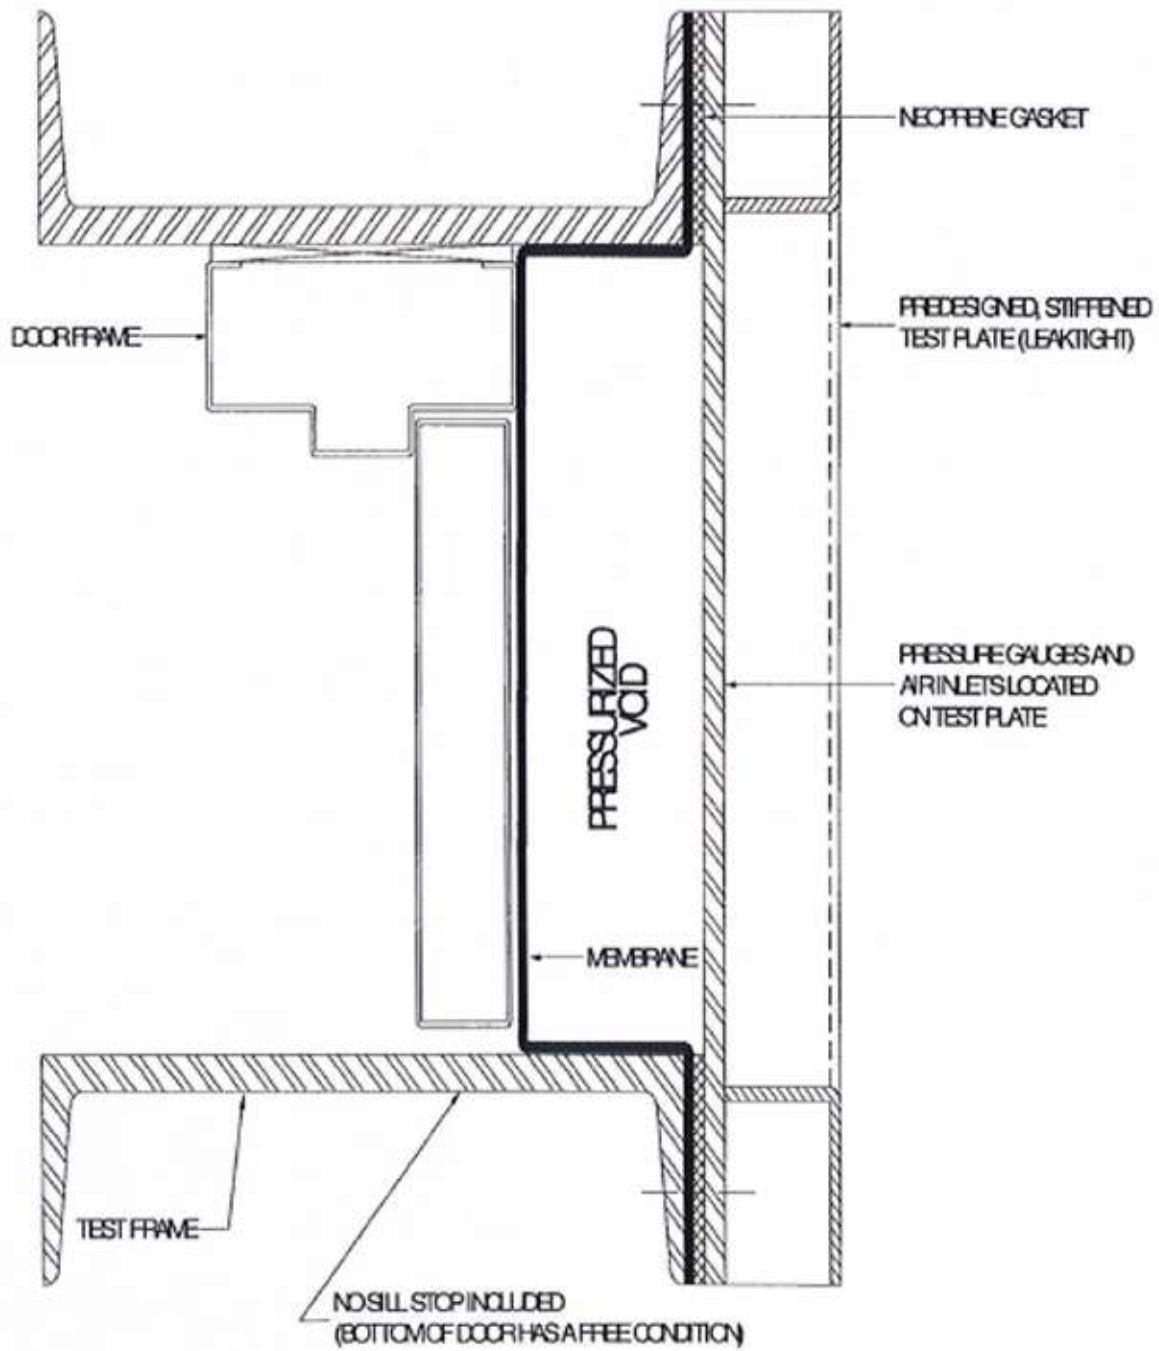 NEOPRENE GASKET
PREDESIGNED, STIFFENED
TEST PLATE (LEAKTIGHT)
DOOR FRAME
PRESSURIZED
VOID
PRESSURE GAUGES AND
AIR INLETS LOCATED
ON TEST PLATE
MEMBRANE
TEST FRAME
NO SILL STOP INCLUDED
(BOTTOM OF DOOR HAS A FREE CONDITION)